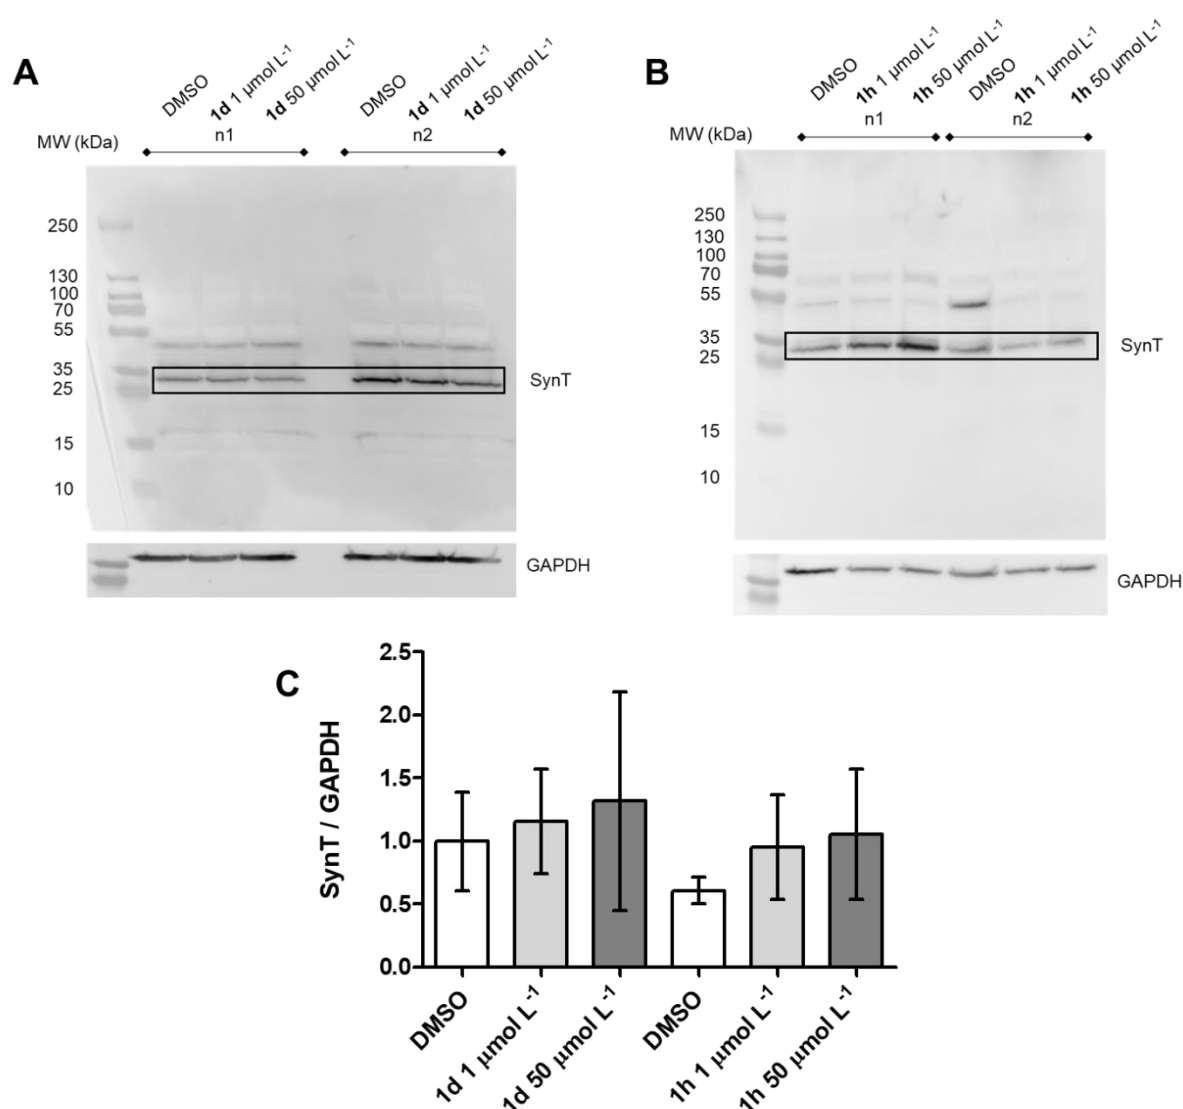 A
DMSO
1d 1 µmol L-1
1d 50 µmol L-1
DMSO
1d 1 µmol L-1
1d 50 µmol L-1
MW (kDa)
n1
n2
250
130
100
70
55
35
25
15
10
SynT
GAPDH
B
DMSO
1h 1 µmol L-1
1h 50 µmol L-1
DMSO
1h 1 µmol L-1
1h 50 µmol L-1
MW (kDa)
n1
n2
250
130
100
70
55
35
25
15
10
SynT
GAPDH
C
SynT / GAPDH
2.5
2.0
1.5
1.0
0.5
0.0
DMSO
1d 1 µmol L-1
1d 50 µmol L-1
DMSO
1h 1 µmol L-1
1h 50 µmol L-1